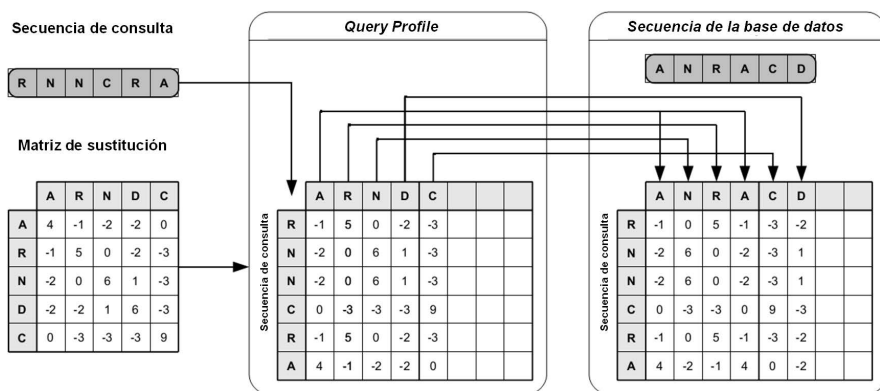 Secuencia de consulta
R N N C R A
Matriz de sustitución
A R N D C
A 4 -1 -2 -2 0
R -1 5 0 -2 -3
N -2 0 6 1 -3
D -2 -2 1 6 -3
C 0 -3 -3 -3 9
Query Profile
Secuencia de consulta
A R N D C
R -1 5 0 -2 -3
N -2 0 6 1 -3
N -2 0 6 1 -3
C 0 -3 -3 -3 9
R -1 5 0 -2 -3
A 4 -1 -2 -2 0
Secuencia de la base de datos
A N R A C D
Secuencia de consulta
A N R A C D
R -1 0 5 -1 -3 -2
N -2 6 0 -2 -3 1
N -2 6 0 -2 -3 1
C 0 -3 -3 0 9 -3
R -1 0 5 -1 -3 -2
A 4 -2 -1 4 0 -2